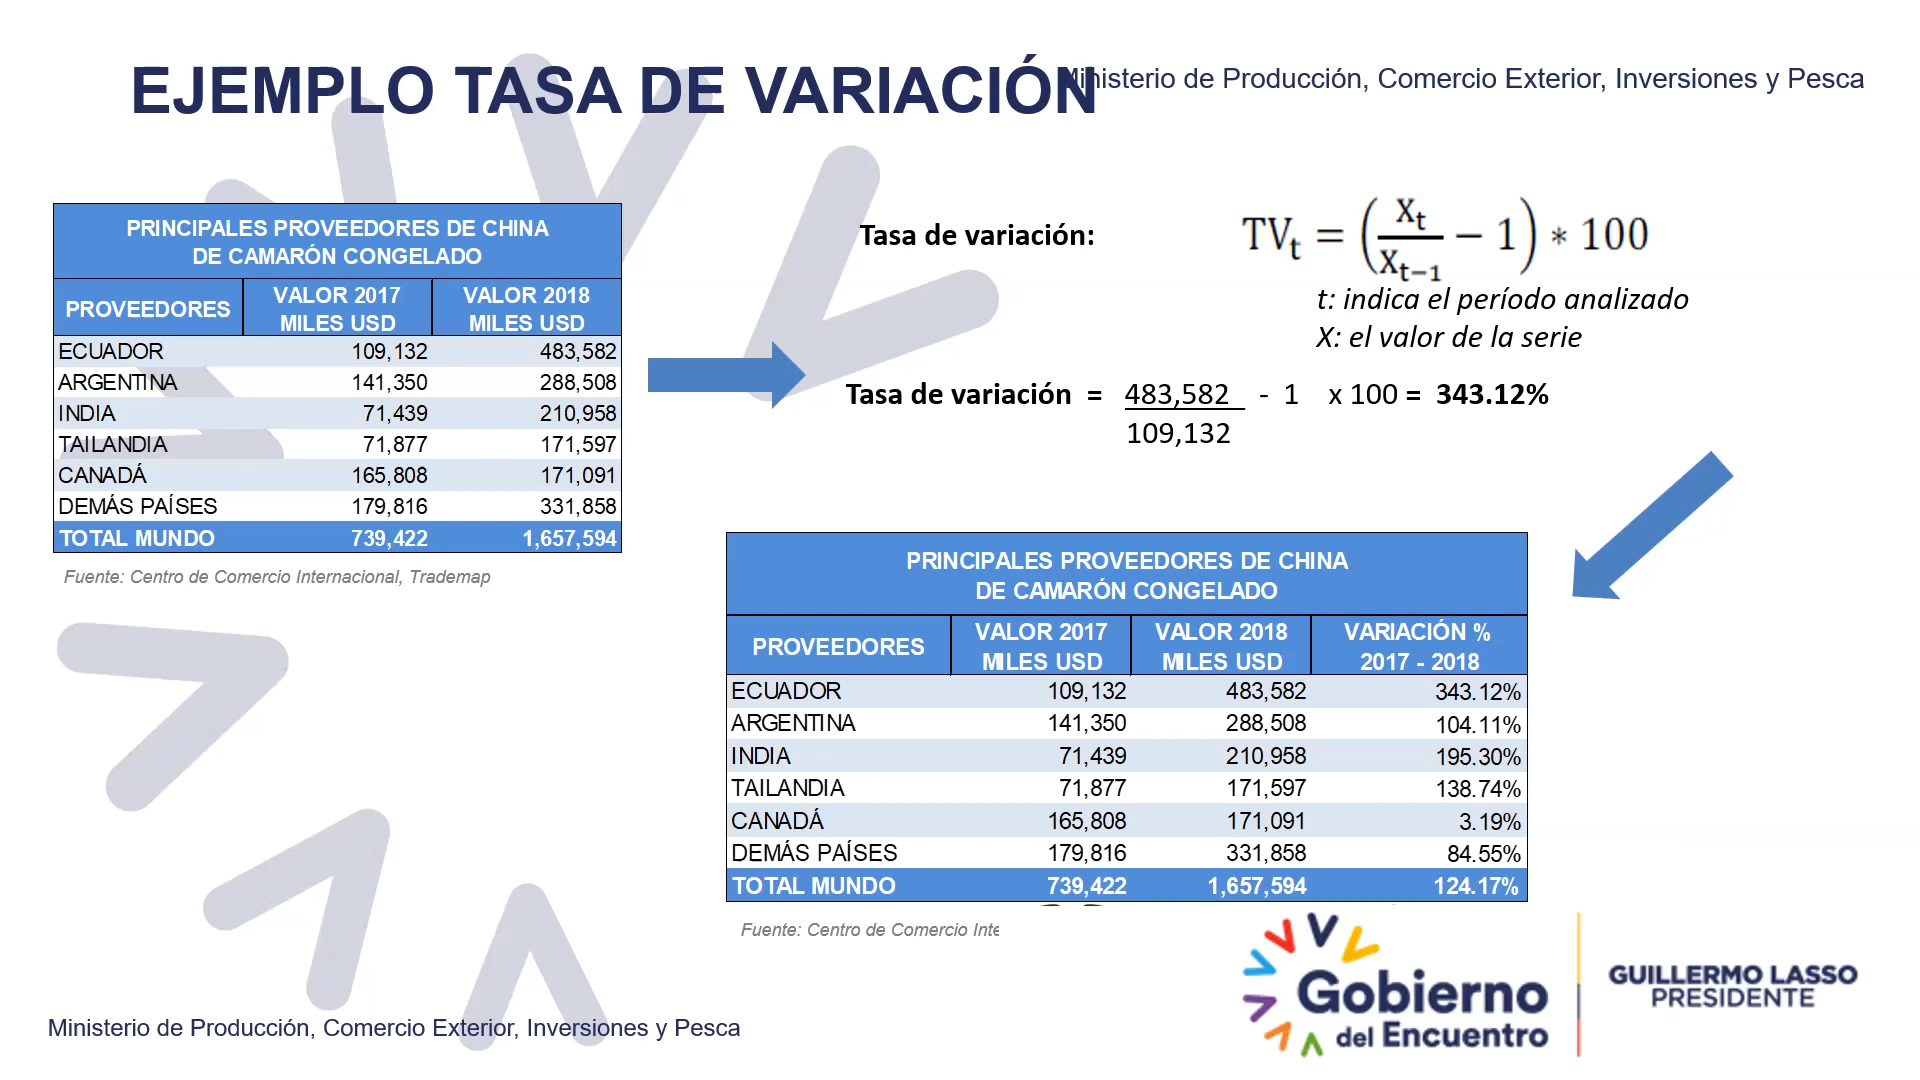 EJEMPLO TASA DE VARIACIÓN
Ministerio de Producción, Comercio Exterior, Inversiones y Pesca
PRINCIPALES PROVEEDORES DE CHINA
DE CAMARÓN CONGELADO
PROVEEDORES VALOR 2017 MILES USD VALOR 2018 MILES USD
ECUADOR 109,132 483,582
ARGENTINA 141,350 288,508
INDIA 71,439 210,958
TAILANDIA 71,877 171,597
CANADÁ 165,808 171,091
DEMÁS PAÍSES 179,816 331,858
TOTAL MUNDO 739,422 1,657,594
Fuente: Centro de Comercio Internacional, Trademap
Tasa de variación: TVt = (Xt / Xt−1 − 1) * 100
t: indica el período analizado
X: el valor de la serie
Tasa de variación = 483,582 - 1 x 100 = 343.12%
109,132
PRINCIPALES PROVEEDORES DE CHINA
DE CAMARÓN CONGELADO
PROVEEDORES VALOR 2017 MILES USD VALOR 2018 MILES USD VARIACIÓN % 2017 - 2018
ECUADOR 109,132 483,582 343.12%
ARGENTINA 141,350 288,508 104.11%
INDIA 71,439 210,958 195.30%
TAILANDIA 71,877 171,597 138.74%
CANADÁ 165,808 171,091 3.19%
DEMÁS PAÍSES 179,816 331,858 84.55%
TOTAL MUNDO 739,422 1,657,594 124.17%
Fuente: Centro de Comercio Inte
Gobierno
del Encuentro
GUILLERMO LASSO
PRESIDENTE
Ministerio de Producción, Comercio Exterior, Inversiones y Pesca